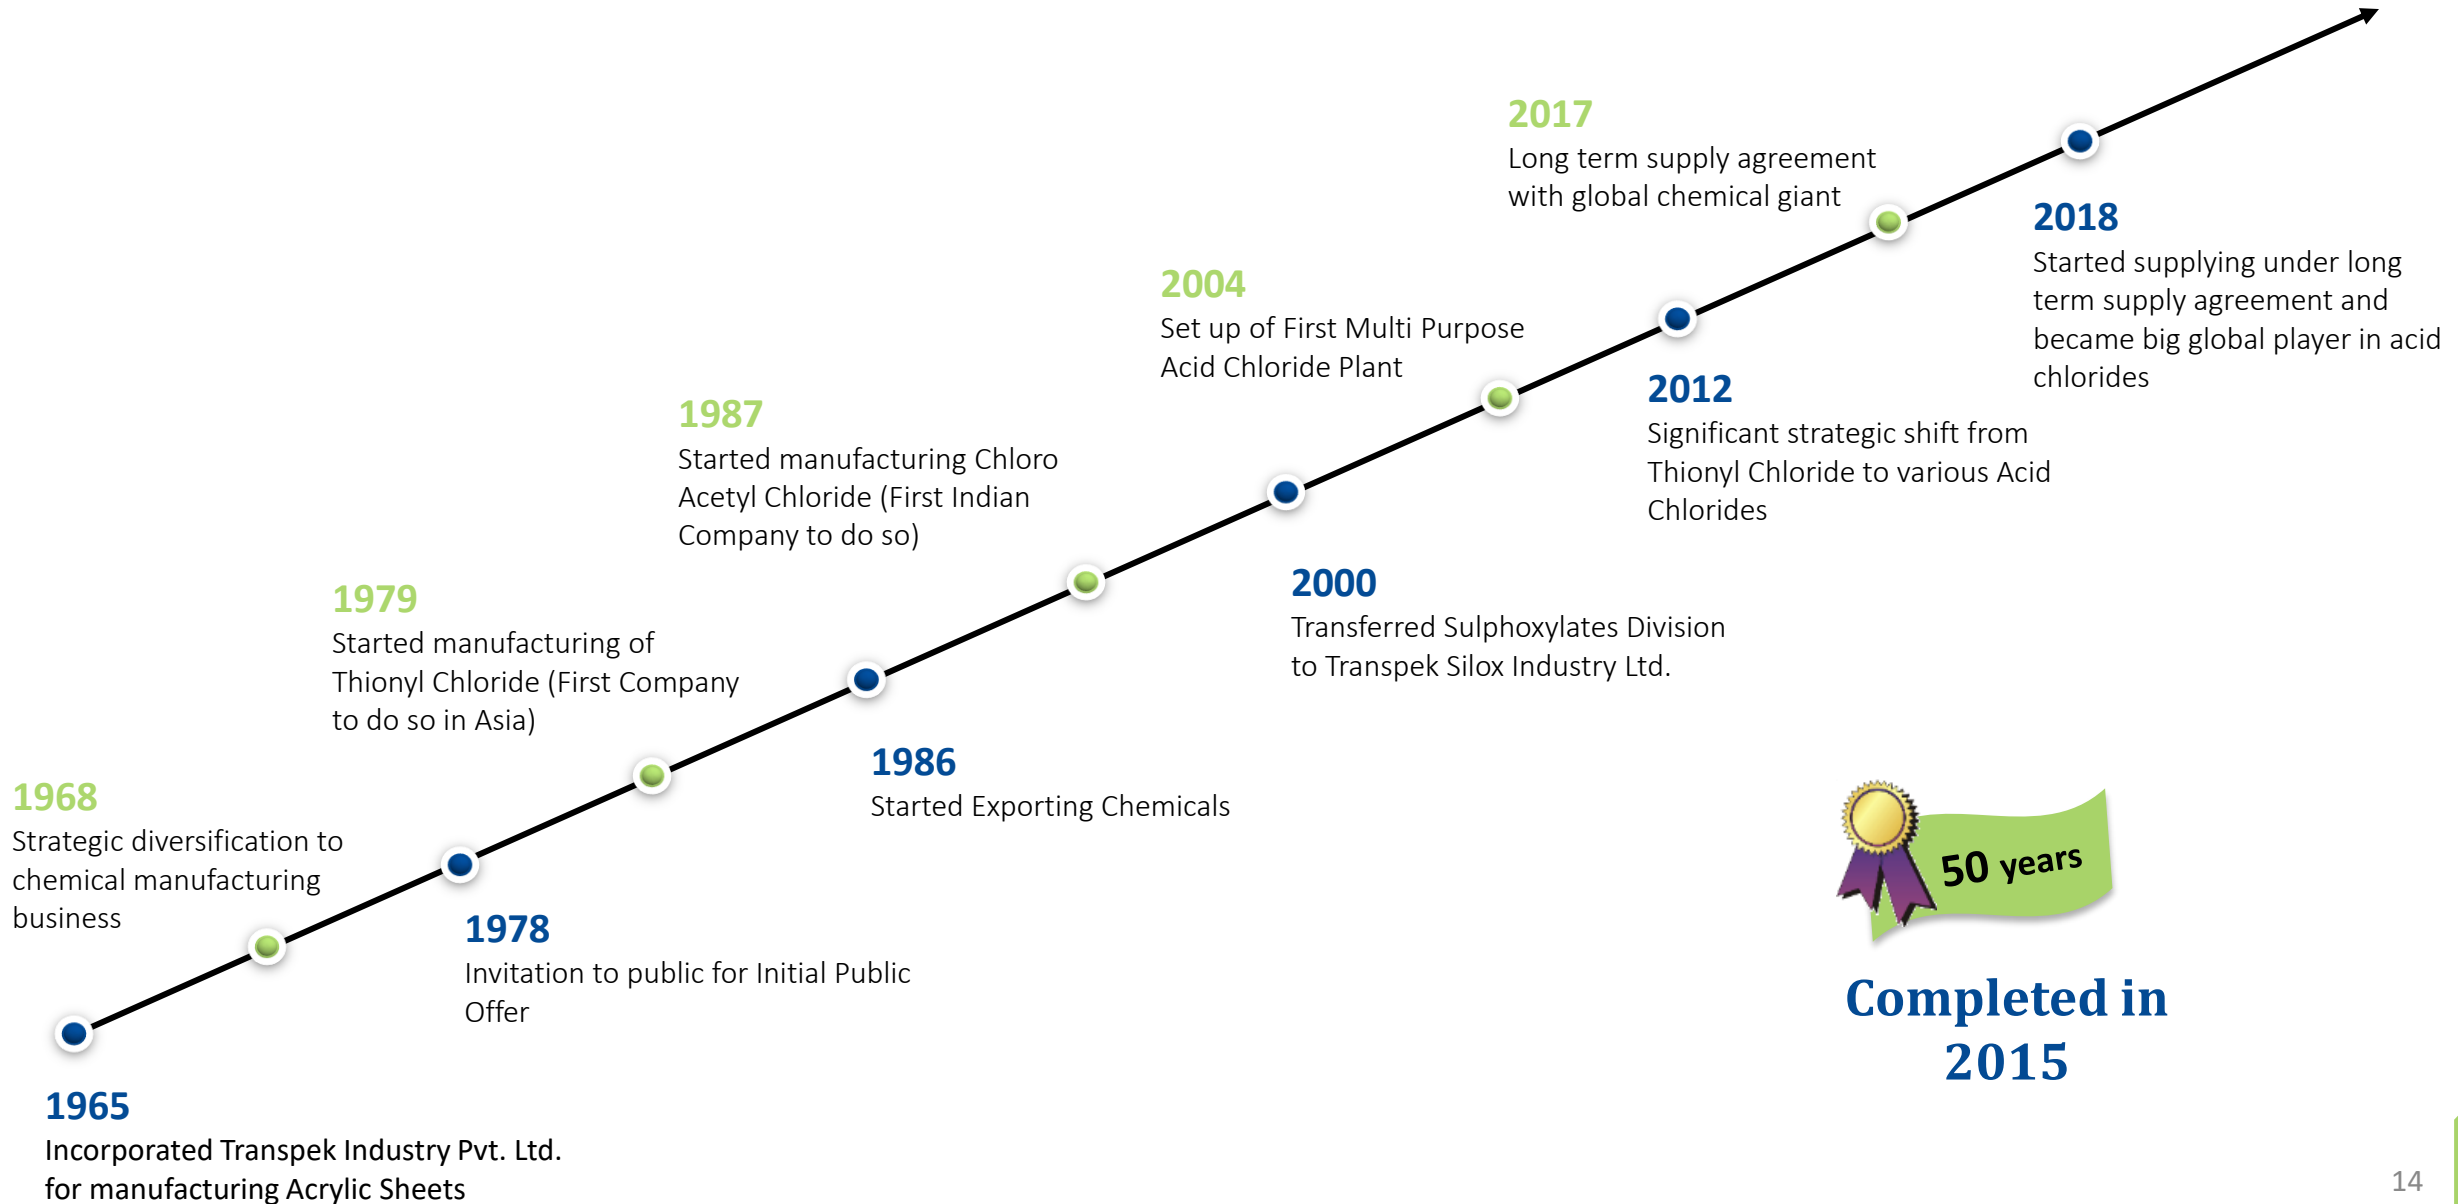 2017
Long term supply agreement
with global chemical giant
2018
Started supplying under long
term supply agreement and
became big global player in acid
chlorides
2004
Set up of First Multi Purpose
Acid Chloride Plant
2012
Significant strategic shift from
Thionyl Chloride to various Acid
Chlorides
1987
Started manufacturing Chloro
Acetyl Chloride (First Indian
Company to do so)
2000
Transferred Sulphoxylates Division
to Transpek Silox Industry Ltd.
1979
Started manufacturing of
Thionyl Chloride (First Company
to do so in Asia)
1986
Started Exporting Chemicals
1968
Strategic diversification to
chemical manufacturing
business
1978
Invitation to public for Initial Public
Offer
50 years
Completed in
2015
1965
Incorporated Transpek Industry Pvt. Ltd.
for manufacturing Acrylic Sheets
14